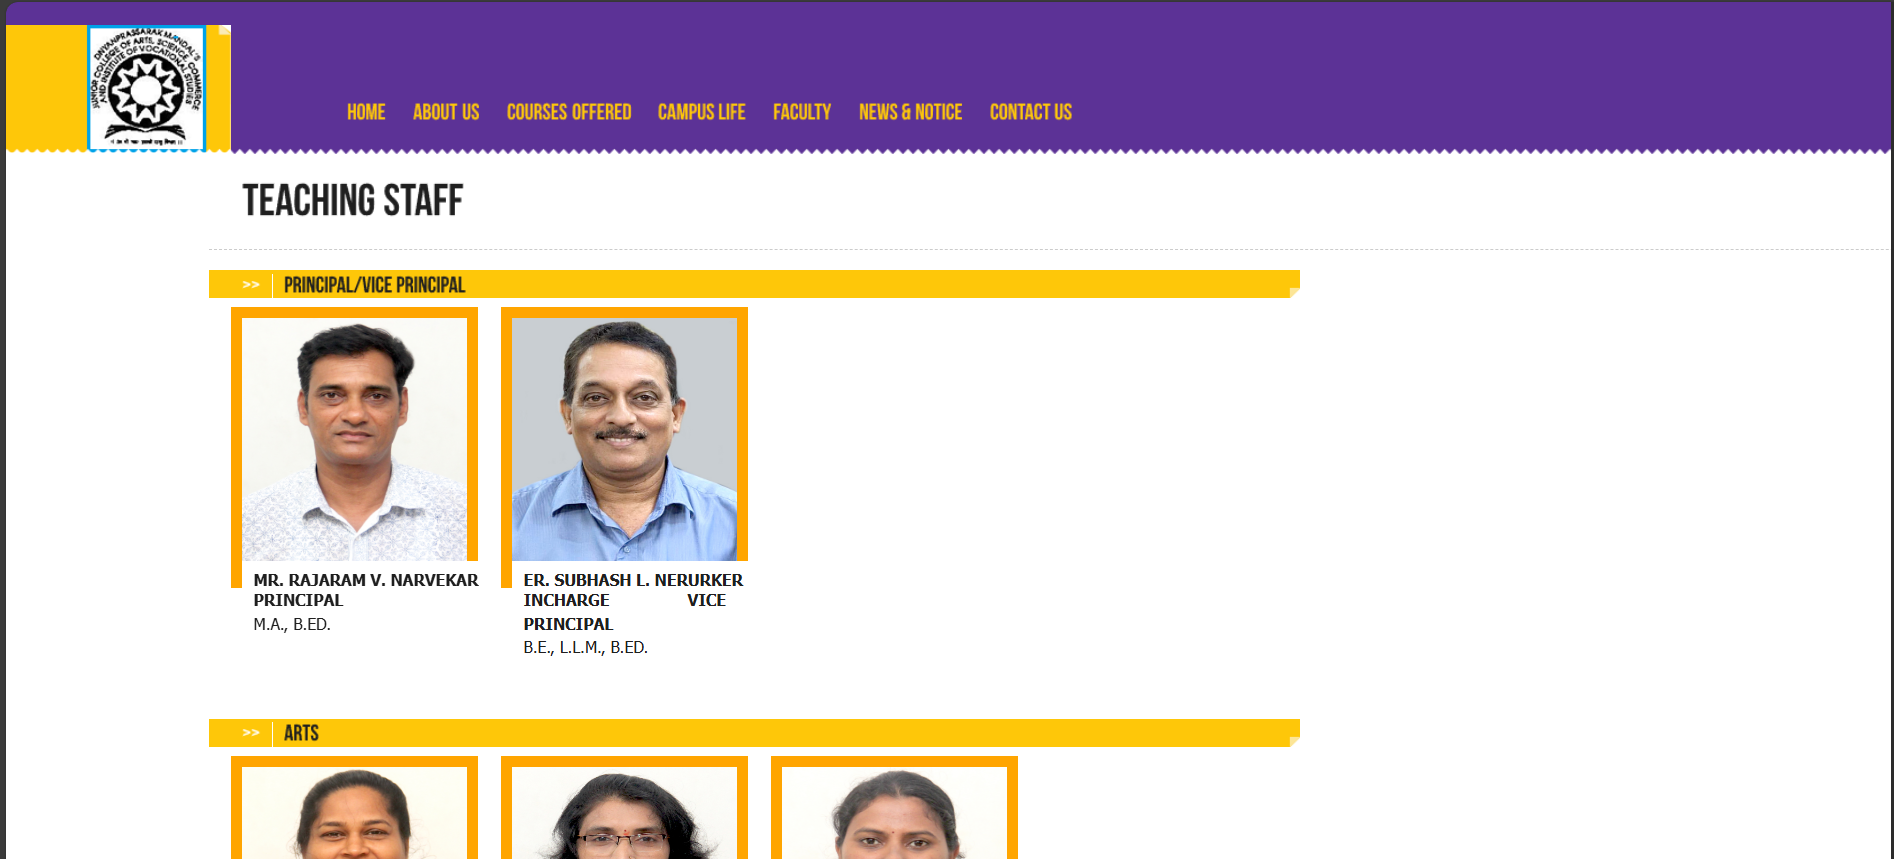 DNYANPRASSARAK MANDAL'S
JUNIOR COLLEGE OF ARTS, SCIENCE, COMMERCE
AND INSTITUTE OF VOCATIONAL STUDIES
HOME ABOUT US COURSES OFFERED CAMPUS LIFE FACULTY NEWS & NOTICE CONTACT US
TEACHING STAFF
>> PRINCIPAL/VICE PRINCIPAL
MR. RAJARAM V. NARVEKAR
PRINCIPAL
M.A., B.ED.
ER. SUBHASH L. NERURKER
INCHARGE VICE
PRINCIPAL
B.E., L.L.M., B.ED.
>> ARTS